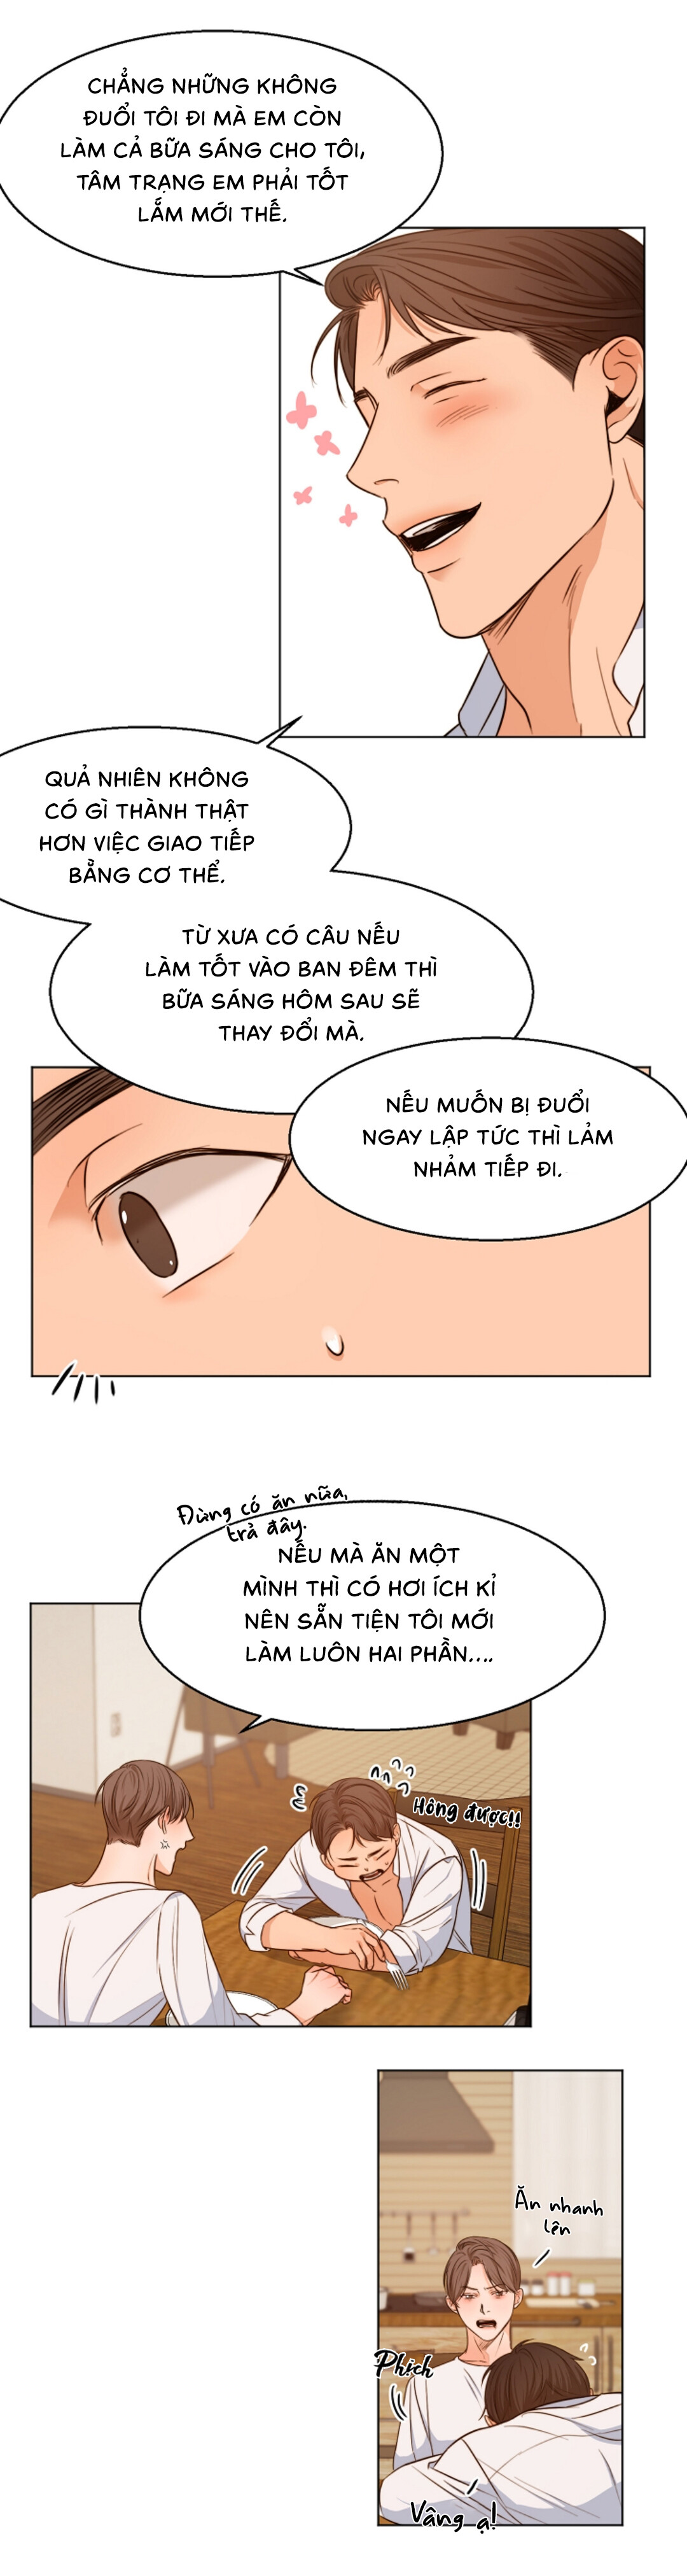 CHẲNG NHỮNG KHÔNG
ĐUỔI TÔI ĐI MÀ EM CÒN
LÀM CẢ BỮA SÁNG CHO TÔI,
TÂM TRẠNG EM PHẢI TỐT
LẮM MỚI THẾ.
QUẢ NHIÊN KHÔNG
CÓ GÌ THÀNH THẬT
HƠN VIỆC GIAO TIẾP
BẰNG CƠ THỂ.
TỪ XƯA CÓ CÂU NẾU
LÀM TỐT VÀO BAN ĐÊM THÌ
BỮA SÁNG HÔM SAU SẼ
THAY ĐỔI MÀ.
NẾU MUỐN BỊ ĐUỔI
NGAY LẬP TỨC THÌ LẢM
NHẢM TIẾP ĐI.
Đừng có ăn nữa,
trả đây.
NẾU MÀ ĂN MỘT
MÌNH THÌ CÓ HƠI ÍCH KỈ
NÊN SẴN TIỆN TÔI MỚI
LÀM LUÔN HAI PHẦN....
Hông được!!
Ăn nhanh
lên
Phịch
Vâng ạ!